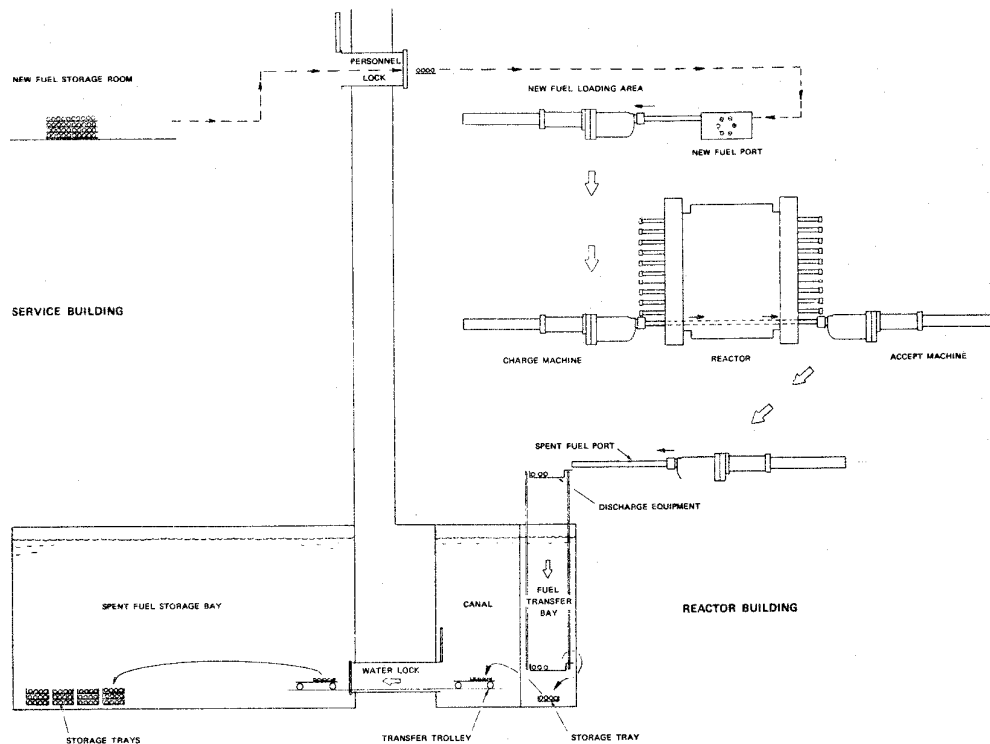 PERSONNEL
LOCK
NEW FUEL STORAGE ROOM
NEW FUEL LOADING AREA
NEW FUEL PORT
SERVICE BUILDING
CHARGE MACHINE
REACTOR
ACCEPT MACHINE
SPENT FUEL PORT
DISCHARGE EQUIPMENT
SPENT FUEL STORAGE BAY
CANAL
FUEL
TRANSFER
BAY
REACTOR BUILDING
WATER LOCK
STORAGE TRAYS
TRANSFER TROLLEY
STORAGE TRAY